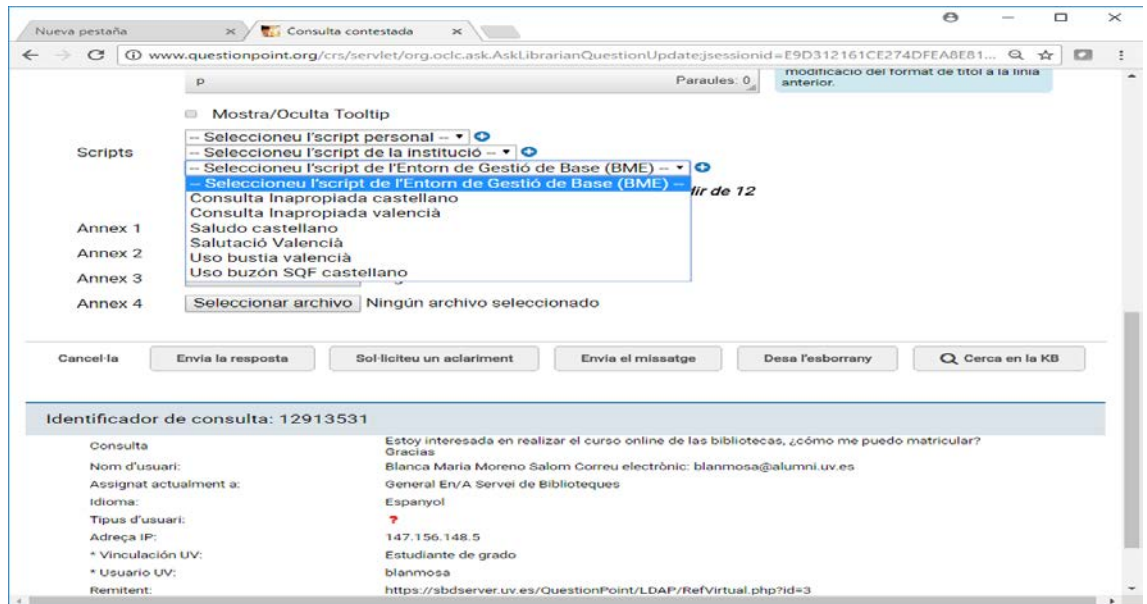 Nueva pestaña
Consulta contestada
www.questionpoint.org/crs/servlet/org.oclc.ask.AskLibrarianQuestionUpdate;jsessionid=E9D312161CE274DFEA8E81...
p Paraules: 0
modificació del format de títol a la línia
anterior.
Mostra/Oculta Tooltip
Scripts
-- Seleccioneu l'script personal --
-- Seleccioneu l'script de la institució --
-- Seleccioneu l'script de l'Entorn de Gestió de Base (BME) --
-- Seleccioneu l'script de l'Entorn de Gestió de Base (BME) --
Consulta Inapropiada castellano
dir de 12
Consulta Inapropiada valencià
Annex 1 Saludo castellano
Salutació Valencià
Annex 2 Uso bustia valencià
Uso buzón SQF castellano
Annex 3
Annex 4 Seleccionar archivo Ningún archivo seleccionado
Cancel·la Envia la resposta Sol·liciteu un aclariment Envia el missatge Desa l'esborrany Cerca en la KB
Identificador de consulta: 12913531
Consulta Estoy interesada en realizar el curso online de las bibliotecas, ¿cómo me puedo matricular?
Gracias
Nom d'usuari: Blanca Maria Moreno Salom Correu electrònic: blanmosa@alumni.uv.es
Assignat actualment a: General En/A Servei de Biblioteques
Idioma: Espanyol
Tipus d'usuari: ?
Adreça IP: 147.156.148.5
* Vinculación UV: Estudiante de grado
* Usuario UV: blanmosa
Remitent: https://sbdserver.uv.es/QuestionPoint/LDAP/RefVirtual.php?id=3